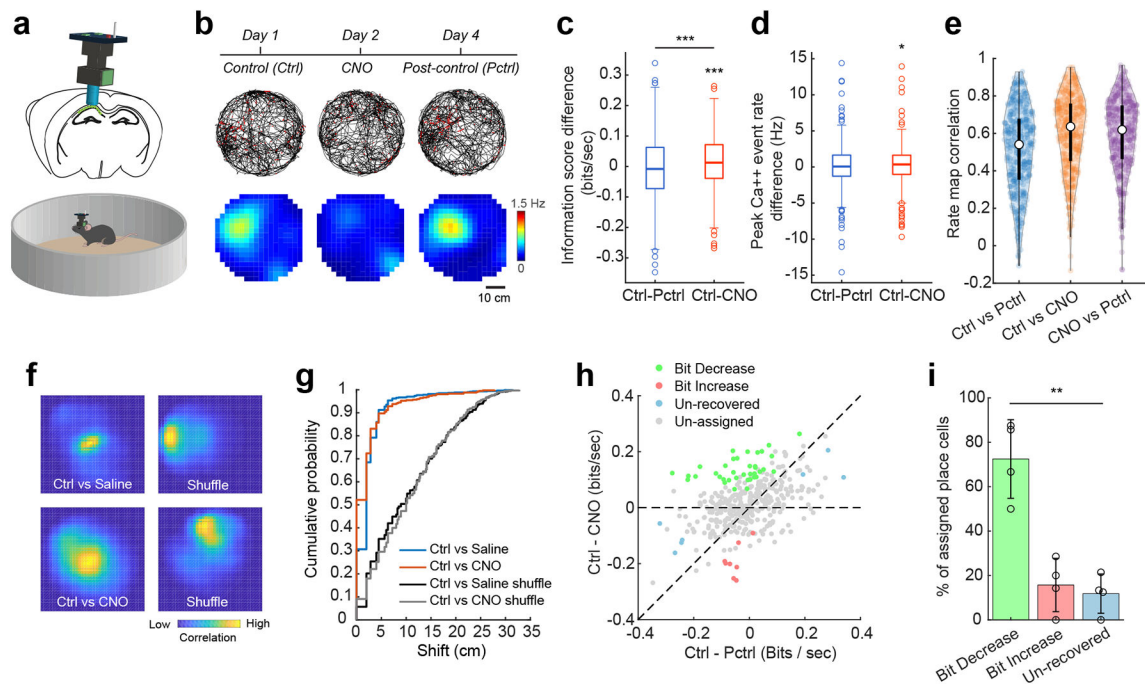 a
b
Day 1
Day 2
Day 4
Control (Ctrl)
CNO
Post-control (Pctrl)
1.5 Hz
0
10 cm
c
***
***
Information score difference
(bits/sec)
0.3
0.2
0.1
0
-0.1
-0.2
-0.3
Ctrl-Pctrl
Ctrl-CNO
d
*
Peak Ca++ event rate
difference (Hz)
15
10
5
0
-5
-10
-15
Ctrl-Pctrl
Ctrl-CNO
e
Rate map correlation
1
0.8
0.6
0.4
0.2
0
-0.2
Ctrl vs Pctrl
Ctrl vs CNO
CNO vs Pctrl
f
Ctrl vs Saline
Shuffle
Ctrl vs CNO
Shuffle
Low
High
Correlation
g
Cumulative probability
1
0.9
0.8
0.7
0.6
0.5
0.4
0.3
0.2
0.1
0
Ctrl vs Saline
Ctrl vs CNO
Ctrl vs Saline shuffle
Ctrl vs CNO shuffle
0 5 10 15 20 25 30 35
Shift (cm)
h
Bit Decrease
Bit Increase
Un-recovered
Un-assigned
Ctrl - CNO (bits/sec)
0.4
0.2
0
-0.2
-0.4
-0.4 -0.2 0 0.2 0.4
Ctrl - Pctrl (Bits / sec)
i
**
% of assigned place cells
100
80
60
40
20
0
Bit Decrease
Bit Increase
Un-recovered